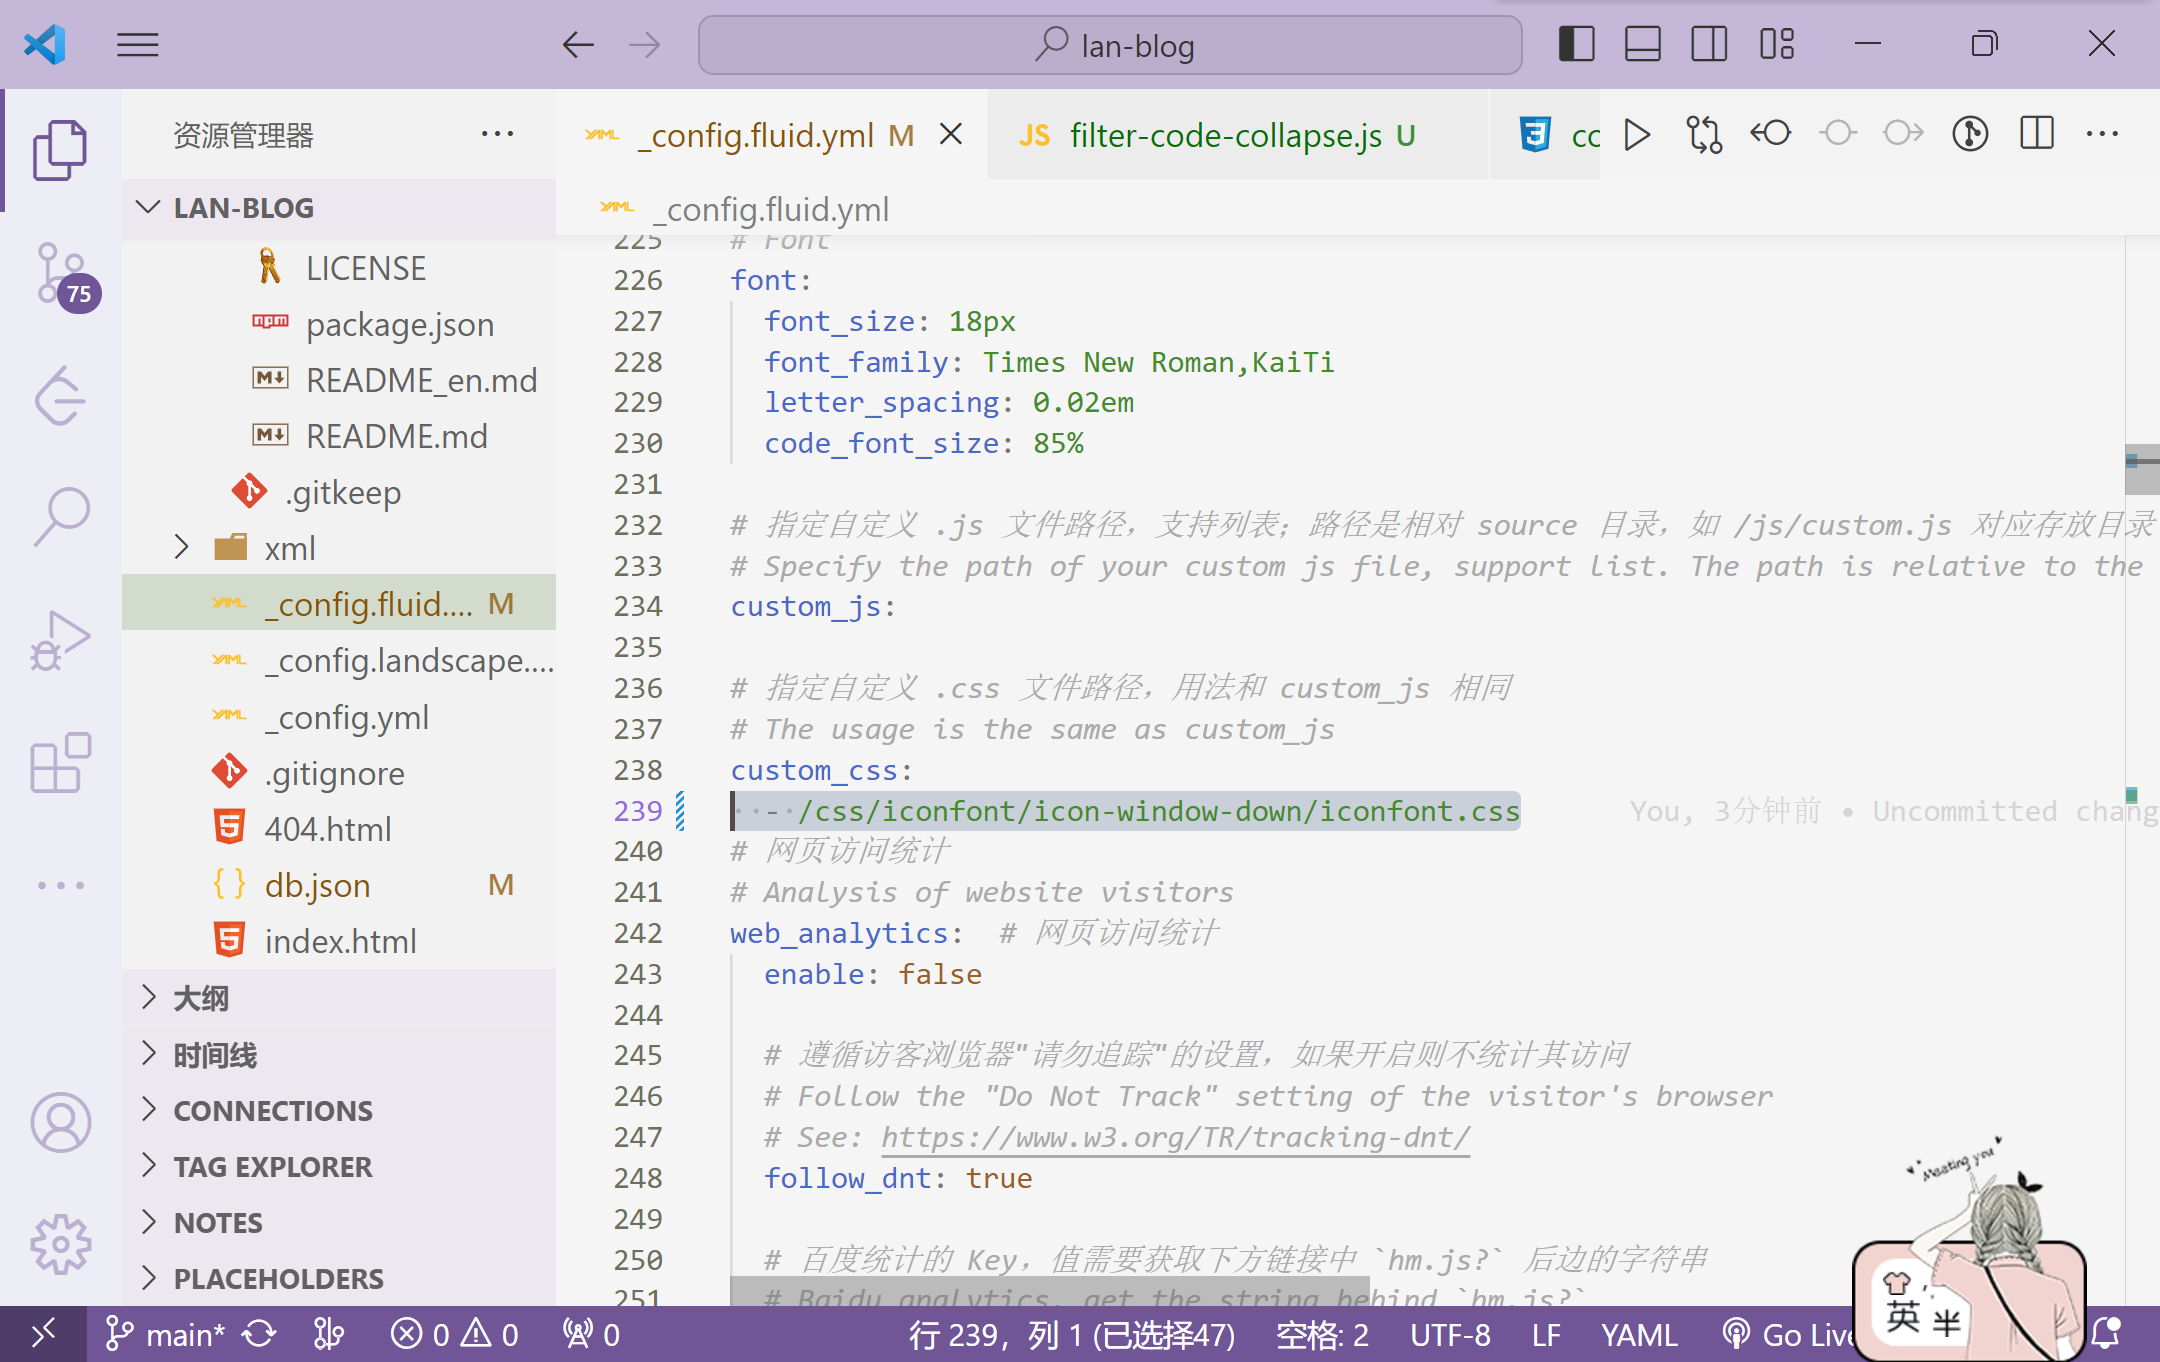 lan-blog
资源管理器
_config.fluid.yml M
JS filter-code-collapse.js U
LAN-BLOG
_config.fluid.yml
75
LICENSE
package.json
README_en.md
README.md
.gitkeep
xml
_config.fluid.... M
_config.landscape....
_config.yml
.gitignore
404.html
db.json M
index.html
大纲
时间线
CONNECTIONS
TAG EXPLORER
NOTES
PLACEHOLDERS
225 # Font
226 font:
227 font_size: 18px
228 font_family: Times New Roman,KaiTi
229 letter_spacing: 0.02em
230 code_font_size: 85%
231
232 # 指定自定义 .js 文件路径，支持列表；路径是相对 source 目录，如 /js/custom.js 对应存放目录
233 # Specify the path of your custom js file, support list. The path is relative to the
234 custom_js:
235
236 # 指定自定义 .css 文件路径，用法和 custom_js 相同
237 # The usage is the same as custom_js
238 custom_css:
239 - /css/iconfont/icon-window-down/iconfont.css You, 3分钟前 • Uncommitted chang
240 # 网页访问统计
241 # Analysis of website visitors
242 web_analytics: # 网页访问统计
243 enable: false
244
245 # 遵循访客浏览器"请勿追踪"的设置，如果开启则不统计其访问
246 # Follow the "Do Not Track" setting of the visitor's browser
247 # See: https://www.w3.org/TR/tracking-dnt/
248 follow_dnt: true
249
250 # 百度统计的 Key，值需要获取下方链接中 `hm.js?` 后边的字符串
251 # Baidu analytics, get the string behind `hm.js?`
Meeting you
英 半
main* 0 0 0 行 239，列 1 (已选择47) 空格: 2 UTF-8 LF YAML Go Live